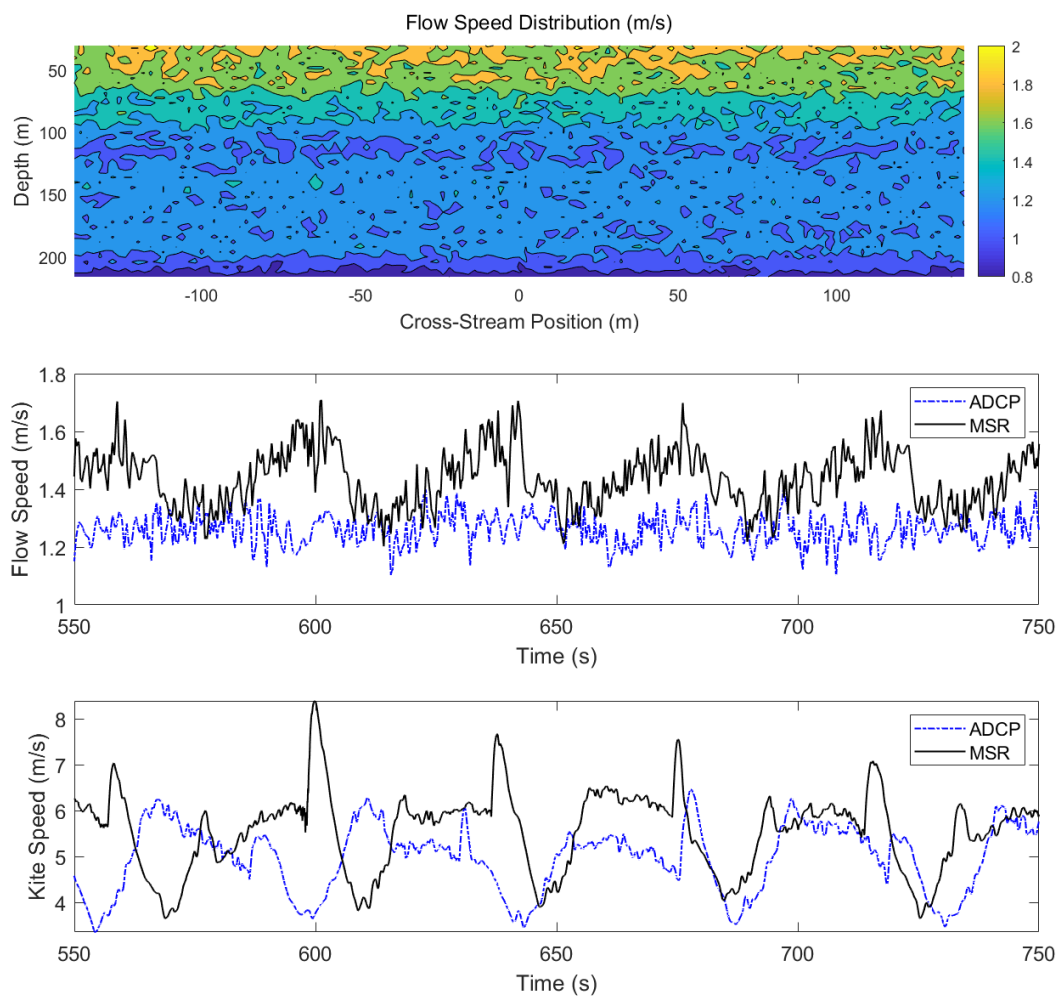 Flow Speed Distribution (m/s)
50
100
150
200
Depth (m)
-100 -50 0 50 100
Cross-Stream Position (m)
2
1.8
1.6
1.4
1.2
1
0.8
1.8
1.6
1.4
1.2
1
Flow Speed (m/s)
ADCP
MSR
550 600 650 700 750
Time (s)
8
7
6
5
4
Kite Speed (m/s)
ADCP
MSR
550 600 650 700 750
Time (s)